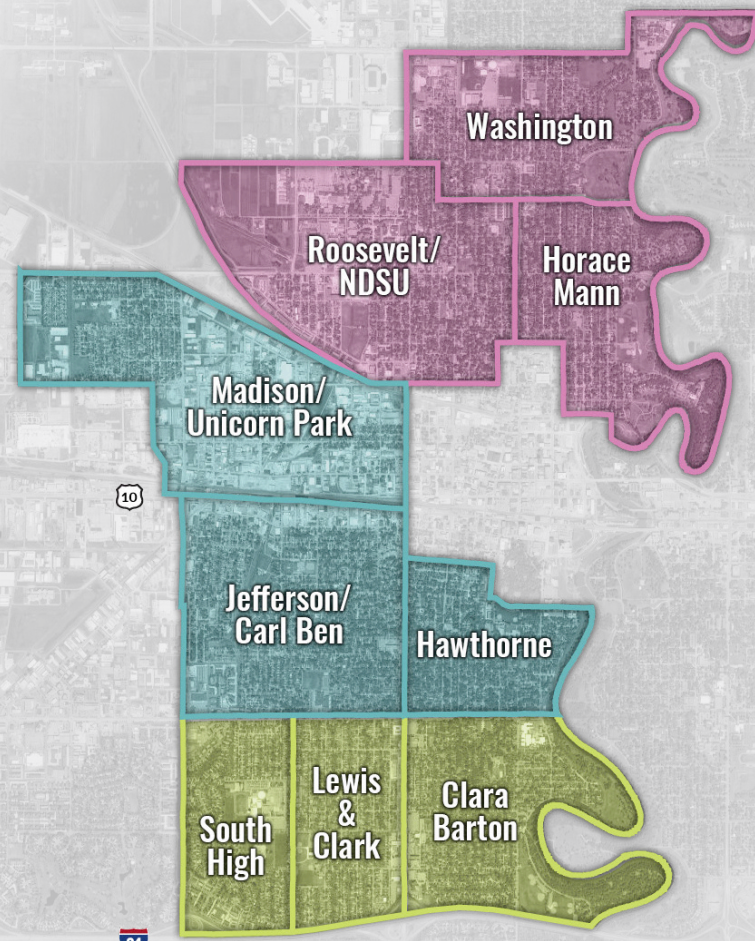 Washington
Roosevelt/
NDSU
Horace
Mann
Madison/
Unicorn Park
10
Jefferson/
Carl Ben
Hawthorne
Lewis
&
Clark
Clara
Barton
South
High